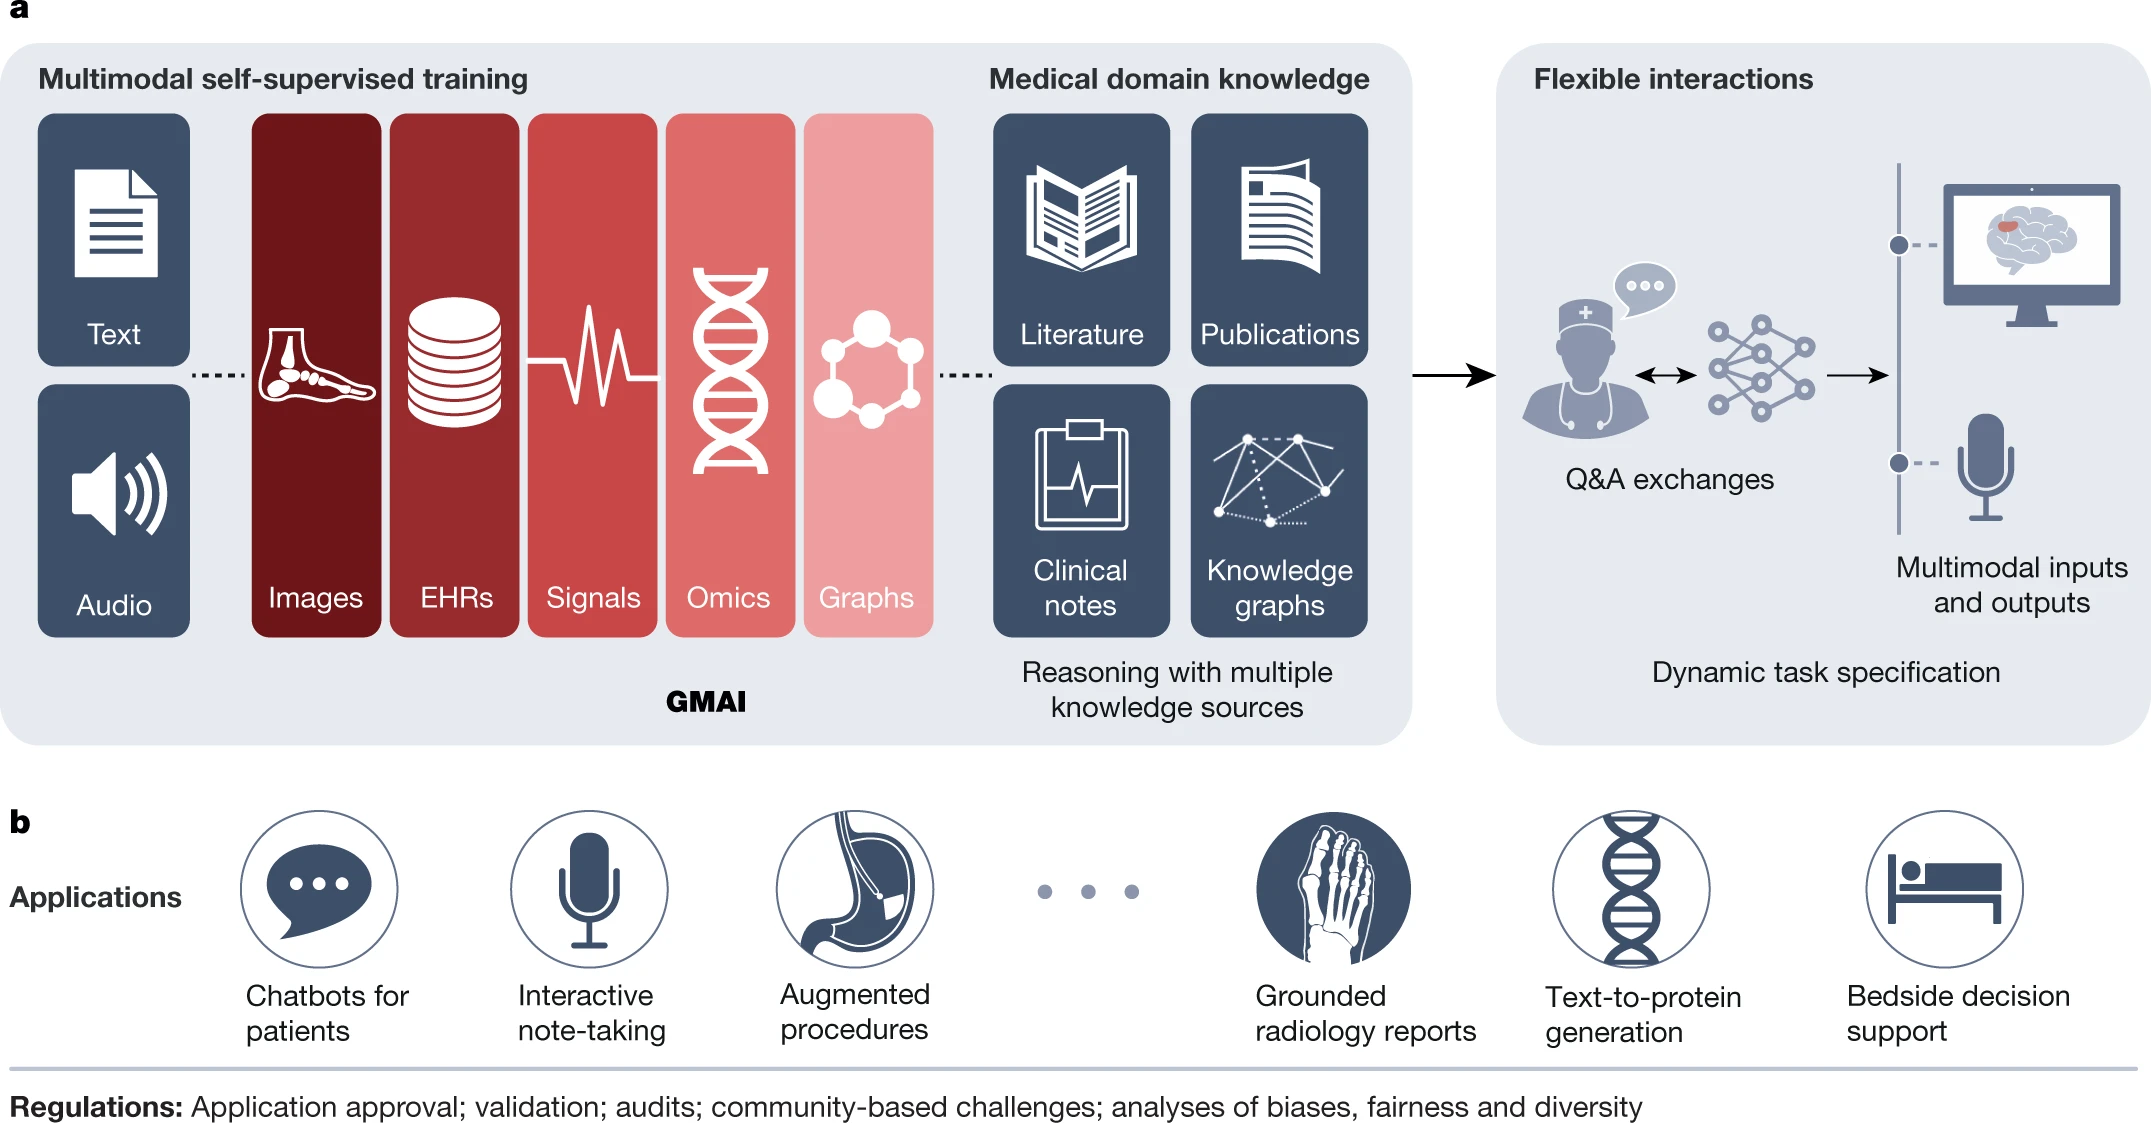 a
Multimodal self-supervised training
Medical domain knowledge
Flexible interactions
Text
Audio
Images
EHRs
Signals
Omics
Graphs
Literature
Publications
Clinical
notes
Knowledge
graphs
Reasoning with multiple
knowledge sources
GMAI
Q&A exchanges
Multimodal inputs
and outputs
Dynamic task specification
b
Applications
Chatbots for
patients
Interactive
note-taking
Augmented
procedures
Grounded
radiology reports
Text-to-protein
generation
Bedside decision
support
Regulations: Application approval; validation; audits; community-based challenges; analyses of biases, fairness and diversity